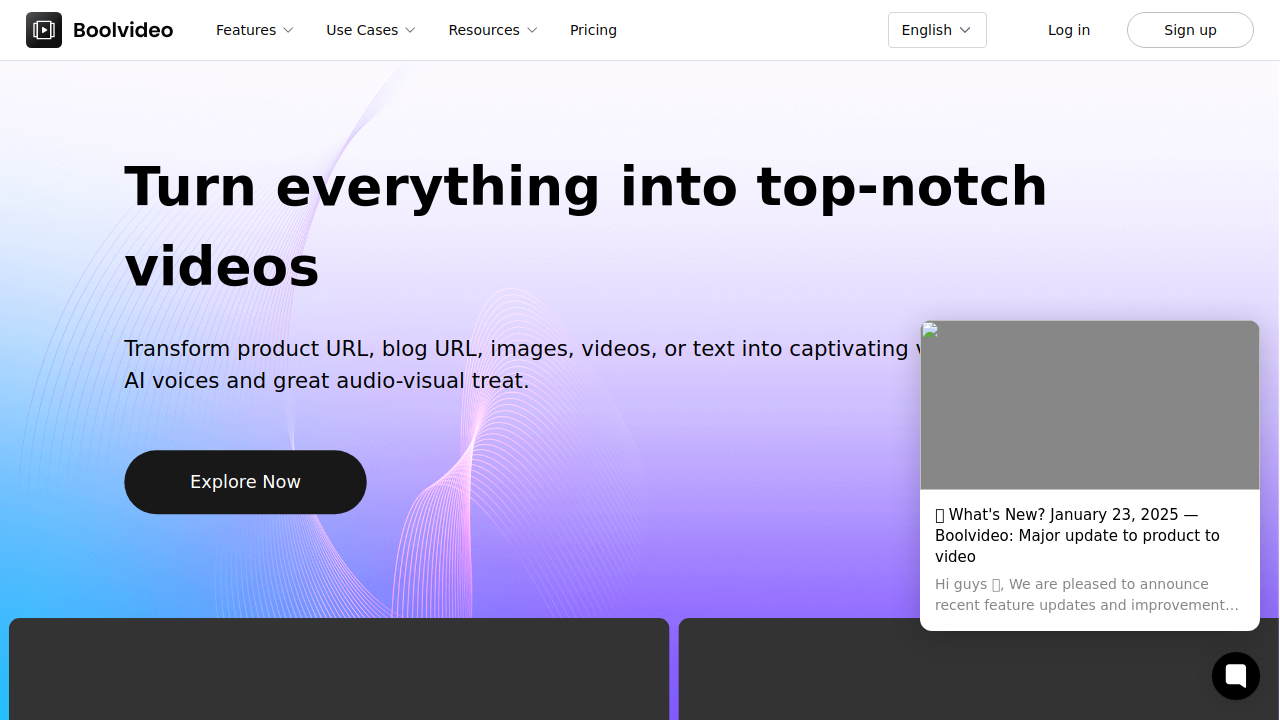 Boolvideo
Features
Use Cases
Resources
Pricing
English
Log in
Sign up
Turn everything into top-notch
videos
Transform product URL, blog URL, images, videos, or text into captivating
AI voices and great audio-visual treat.
Explore Now
What's New? January 23, 2025 —
Boolvideo: Major update to product to
video
Hi guys , We are pleased to announce
recent feature updates and improvement...